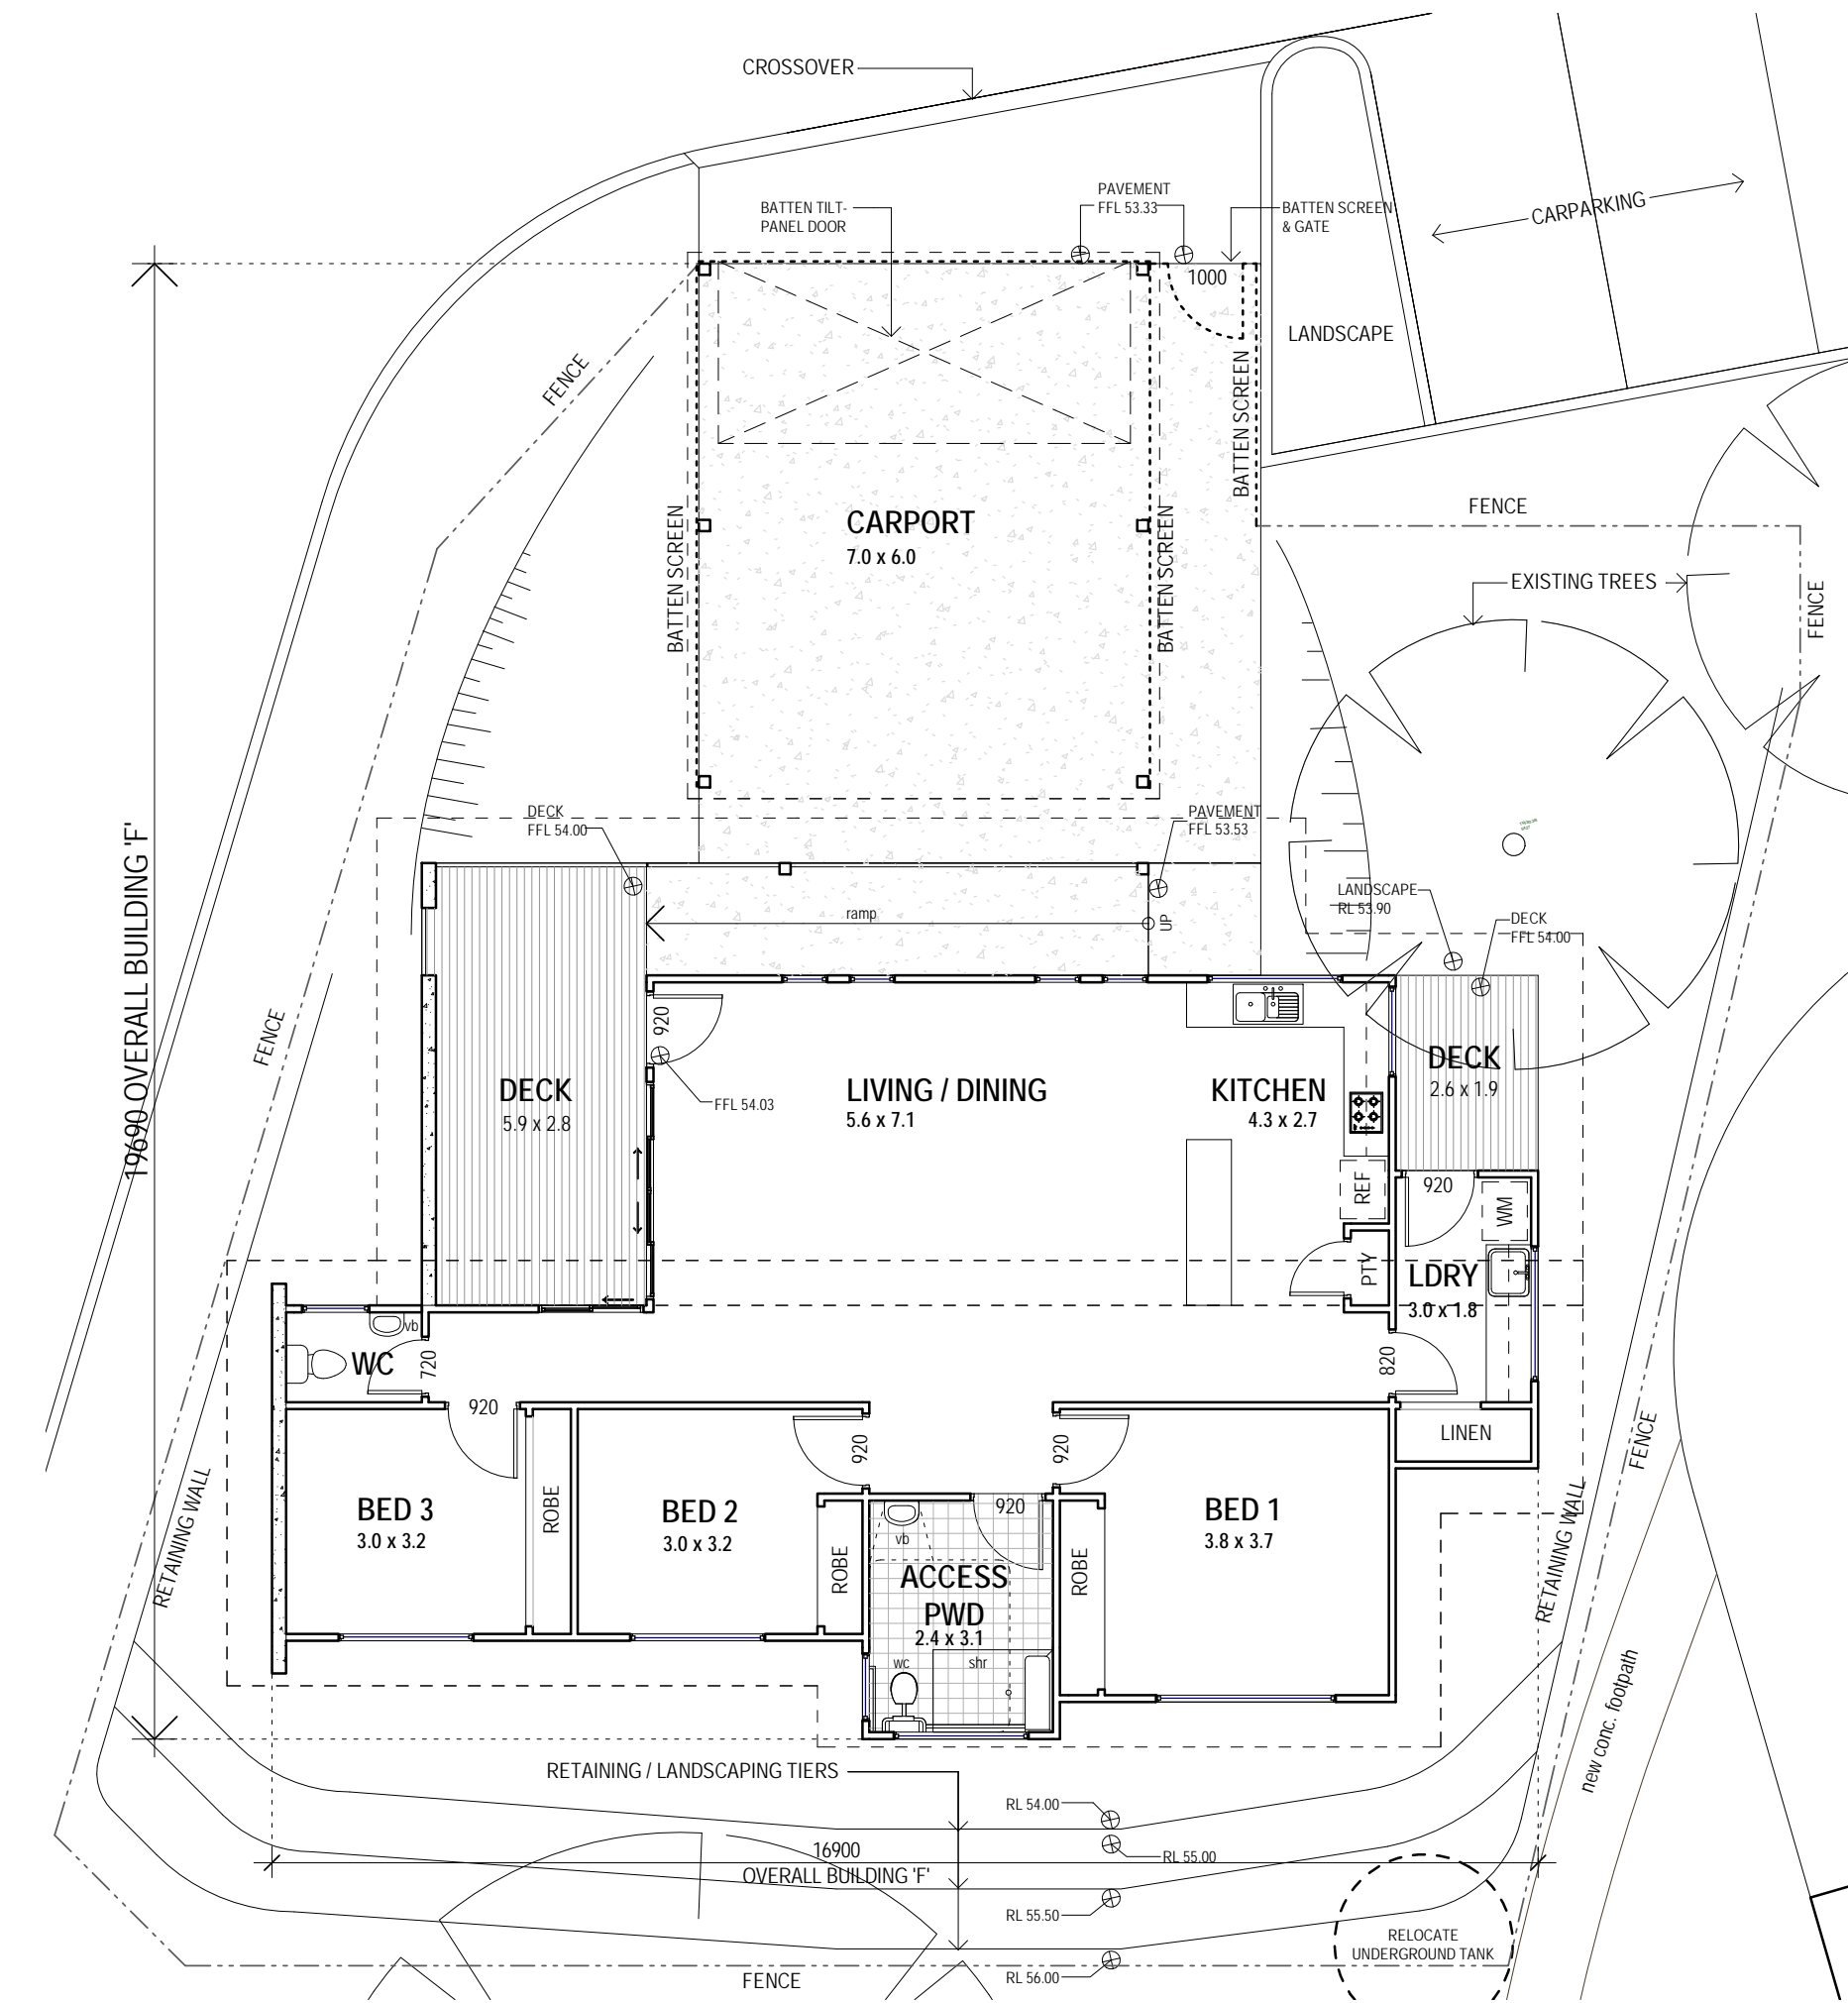 CROSSOVER
PAVEMENT
FFL 53.33
BATTEN TILT-
PANEL DOOR
BATTEN SCREEN
& GATE
CARPARKING
1000
LANDSCAPE
FENCE
BATTEN SCREEN
FENCE
CARPORT
7.0 x 6.0
BATTEN SCREEN
BATTEN SCREEN
EXISTING TREES
FENCE
DECK
FFL 54.00
PAVEMENT
FFL 53.53
19690 OVERALL BUILDING 'F'
LANDSCAPE
RL 53.90
ramp
UP
DECK
FFL 54.00
FENCE
920
DECK
5.9 x 2.8
FFL 54.03
LIVING / DINING
5.6 x 7.1
KITCHEN
4.3 x 2.7
DECK
2.6 x 1.9
REF
920
WM
PTY
LDRY
3.0 x 1.8
vb
WC
720
820
920
920
920
LINEN
FENCE
RETAINING WALL
BED 3
3.0 x 3.2
ROBE
BED 2
3.0 x 3.2
ROBE
920
vb
ACCESS
PWD
2.4 x 3.1
wc
shr
ROBE
BED 1
3.8 x 3.7
RETAINING WALL
new conc. footpath
RETAINING / LANDSCAPING TIERS
RL 54.00
16900
OVERALL BUILDING 'F'
RL 55.00
RL 55.50
RELOCATE
UNDERGROUND TANK
RL 56.00
FENCE